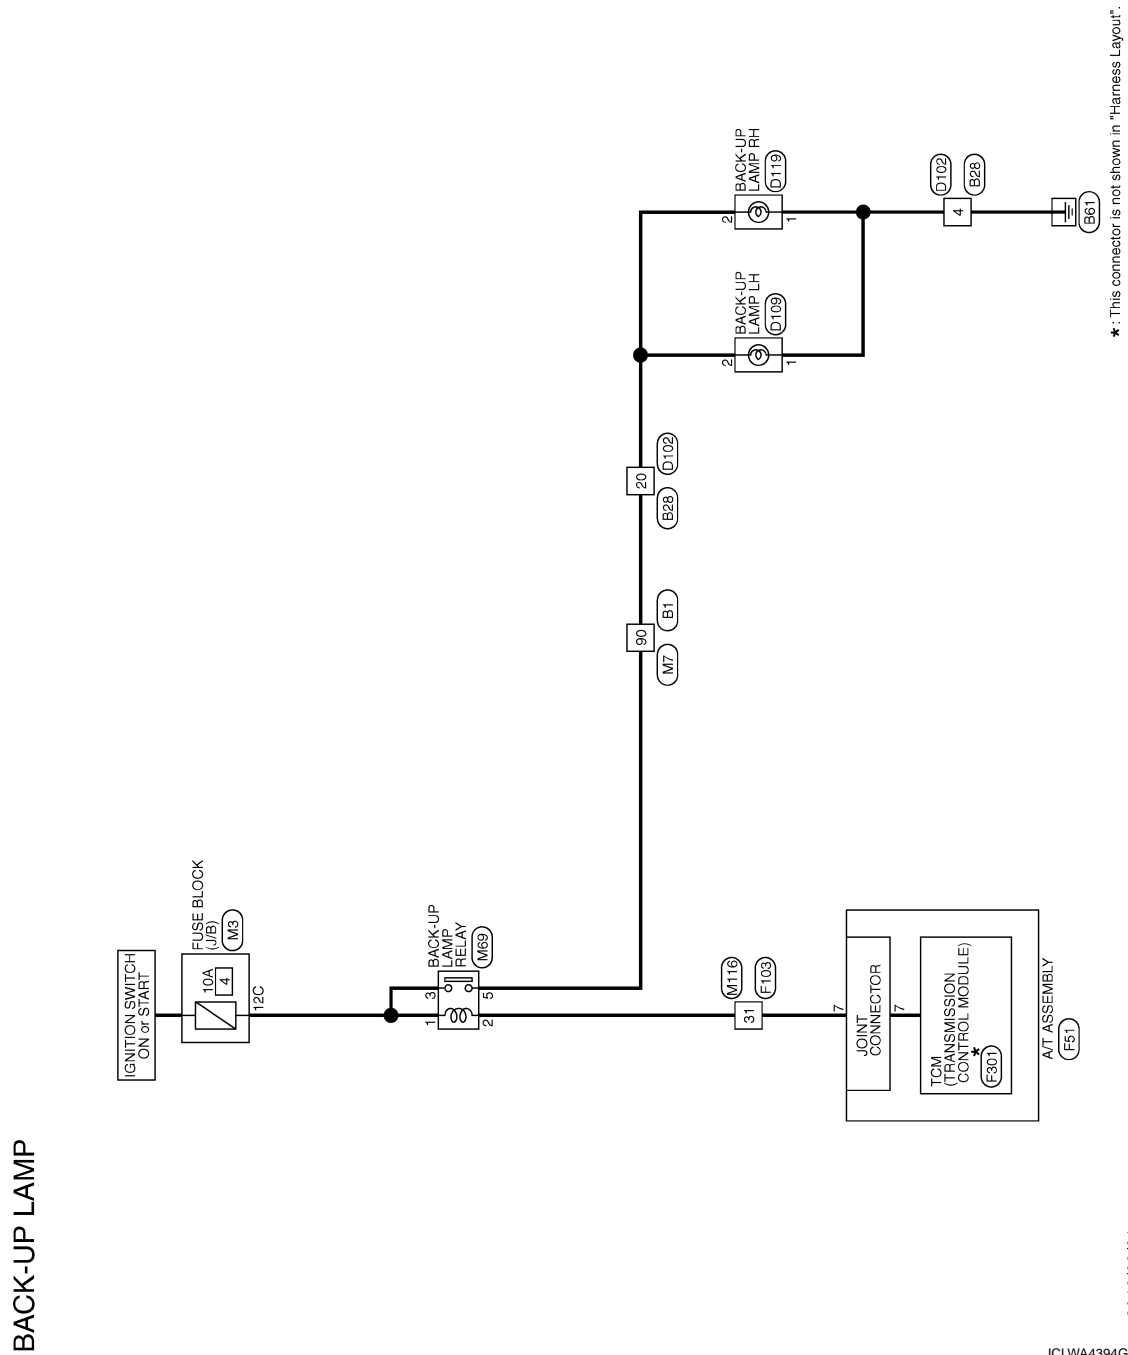 BACK-UP LAMP
IGNITION SWITCH
ON or START
FUSE BLOCK
(J/B)
M3
10A
4
12C
BACK-UP
LAMP
RELAY
M69
1
3
2
5
M116
F103
31
7
JOINT
CONNECTOR
7
TCM
(TRANSMISSION
CONTROL MODULE)
*
F301
A/T ASSEMBLY
F51
90
M7
B1
20
B28
D102
BACK-UP
LAMP LH
D109
2
1
BACK-UP
LAMP RH
D119
2
1
D102
B28
4
B61
* : This connector is not shown in "Harness Layout".